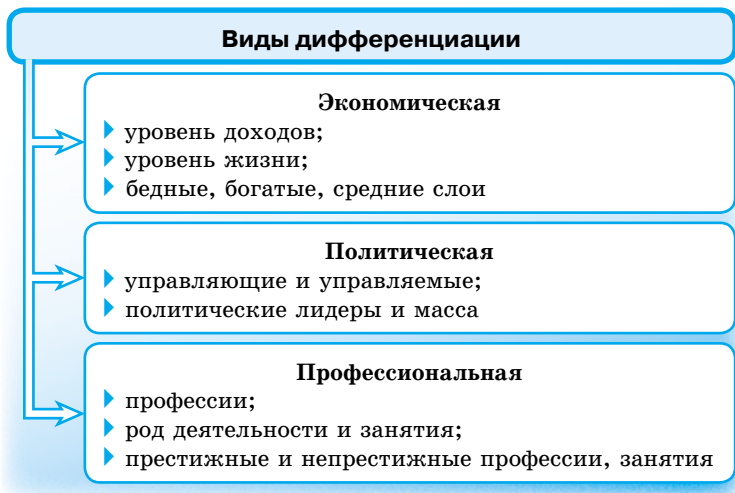 Виды дифференциации
Экономическая
уровень доходов;
уровень жизни;
бедные, богатые, средние слои
Политическая
управляющие и управляемые;
политические лидеры и масса
Профессиональная
профессии;
род деятельности и занятия;
престижные и непрестижные профессии, занятия